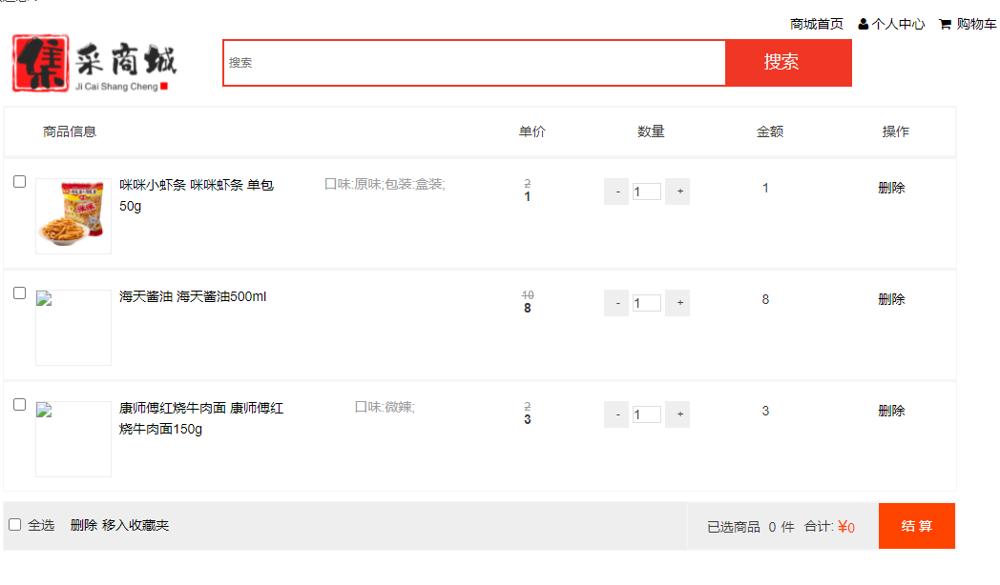 商城首页 个人中心 购物车
集采商城
Ji Cai Shang Cheng
搜索 搜索
商品信息 单价 数量 金额 操作
咪咪小虾条 咪咪虾条 单包 口味:原味;包装:盒装; 2 - 1 + 1 删除
50g 1
海天酱油 海天酱油500ml 10 - 1 + 8 删除
8
康师傅红烧牛肉面 康师傅红 口味:微辣; 2 - 1 + 3 删除
烧牛肉面150g 3
全选 删除 移入收藏夹 已选商品 0 件 合计: ¥0 结 算